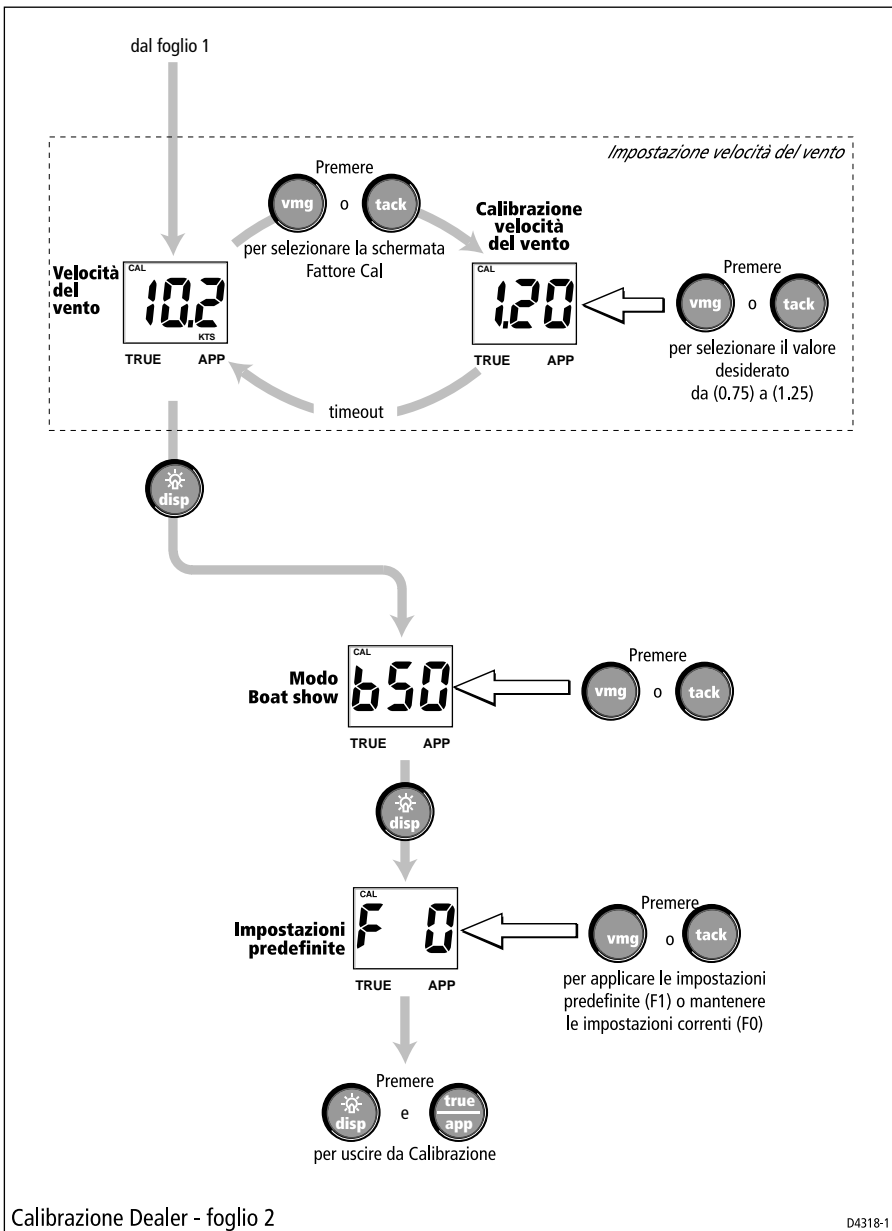 dal foglio 1
Impostazione velocità del vento
Premere
vmg o tack
per selezionare la schermata
Fattore Cal
Velocità
del
vento
CAL
10.2
KTS
TRUE APP
Calibrazione
velocità
del vento
CAL
1.20
TRUE APP
Premere
vmg o tack
per selezionare il valore
desiderato
da (0.75) a (1.25)
timeout
disp
Modo
Boat show
CAL
b50
TRUE APP
Premere
vmg o tack
disp
Impostazioni
predefinite
CAL
F 0
TRUE APP
Premere
vmg o tack
per applicare le impostazioni
predefinite (F1) o mantenere
le impostazioni correnti (F0)
Premere
disp e true app
per uscire da Calibrazione
Calibrazione Dealer - foglio 2
D4318-1